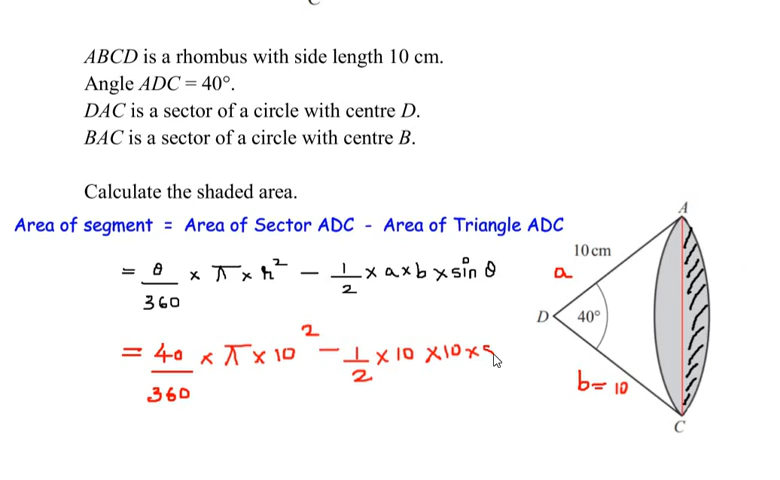 C
ABCD is a rhombus with side length 10 cm.
Angle ADC = 40°.
DAC is a sector of a circle with centre D.
BAC is a sector of a circle with centre B.
Calculate the shaded area.
Area of segment = Area of Sector ADC - Area of Triangle ADC
= θ/360 × π × r² − 1/2 × a × b × sin θ
= 40/360 × π × 10² − 1/2 × 10 × 10 × s
A
10 cm
a
D 40°
b = 10
C